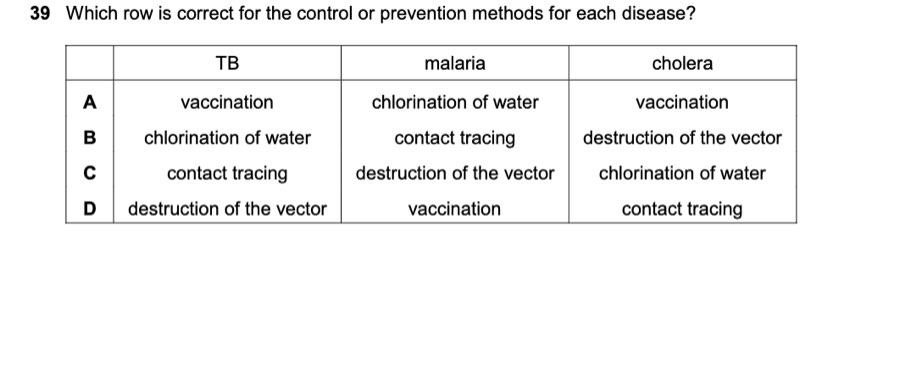 39 Which row is correct for the control or prevention methods for each disease?
TB malaria cholera
A vaccination chlorination of water vaccination
B chlorination of water contact tracing destruction of the vector
C contact tracing destruction of the vector chlorination of water
D destruction of the vector vaccination contact tracing